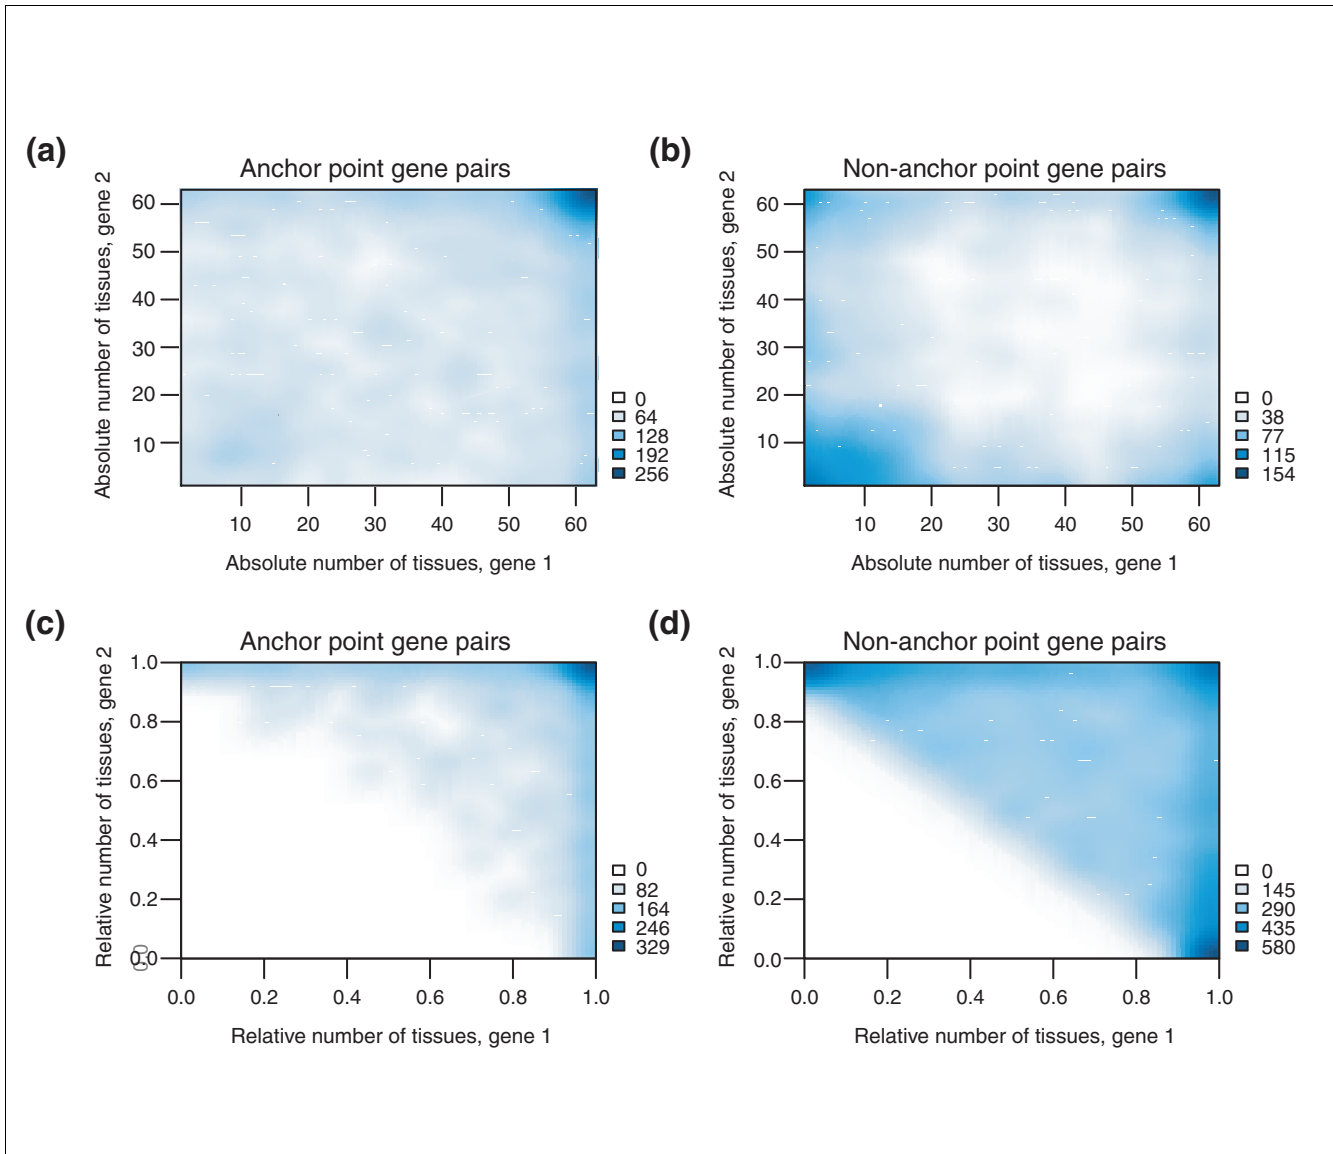 (a)
Anchor point gene pairs
Absolute number of tissues, gene 2
60
50
40
30
20
10
0
64
128
192
256
10 20 30 40 50 60
Absolute number of tissues, gene 1
(b)
Non-anchor point gene pairs
Absolute number of tissues, gene 2
60
50
40
30
20
10
0
38
77
115
154
10 20 30 40 50 60
Absolute number of tissues, gene 1
(c)
Anchor point gene pairs
Relative number of tissues, gene 2
1.0
0.8
0.6
0.4
0.2
0.0
0.0
0
82
164
246
329
0.0 0.2 0.4 0.6 0.8 1.0
Relative number of tissues, gene 1
(d)
Non-anchor point gene pairs
Relative number of tissues, gene 2
1.0
0.8
0.6
0.4
0.2
0.0
0
145
290
435
580
0.0 0.2 0.4 0.6 0.8 1.0
Relative number of tissues, gene 1